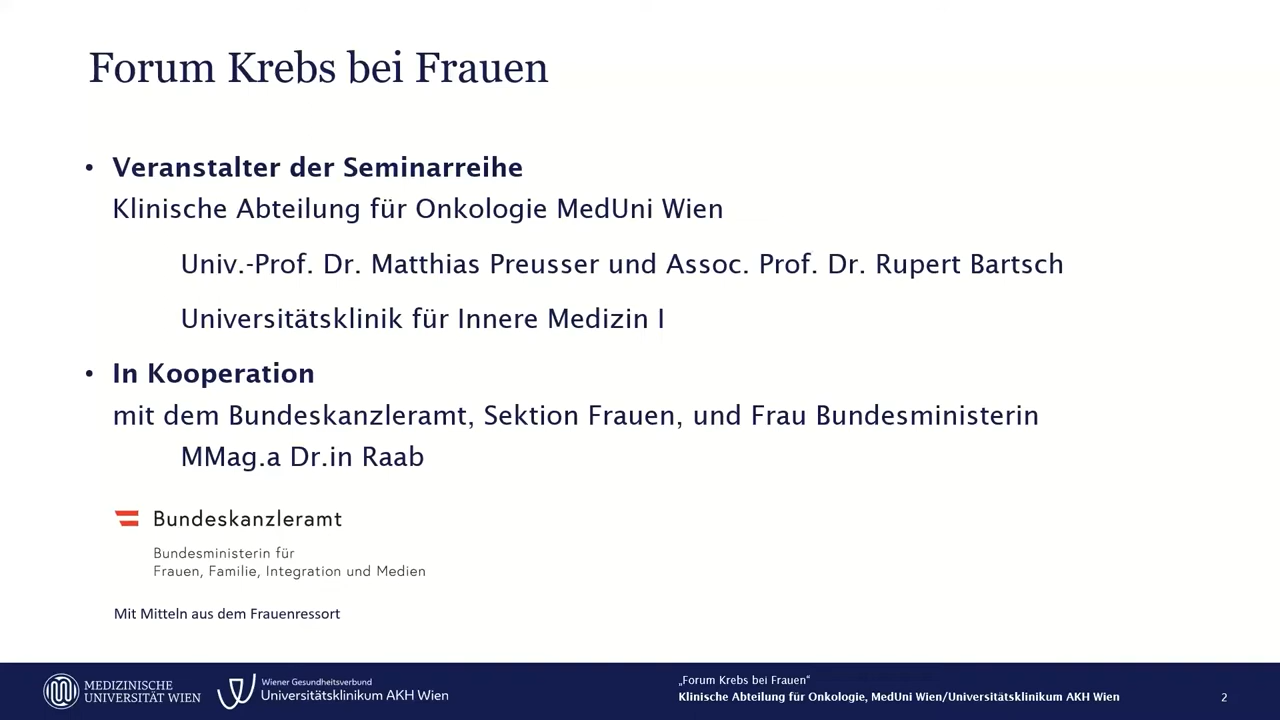 Forum Krebs bei Frauen
• Veranstalter der Seminarreihe
Klinische Abteilung für Onkologie MedUni Wien
Univ.-Prof. Dr. Matthias Preusser und Assoc. Prof. Dr. Rupert Bartsch
Universitätsklinik für Innere Medizin I
• In Kooperation
mit dem Bundeskanzleramt, Sektion Frauen, und Frau Bundesministerin
MMag.a Dr.in Raab
Bundeskanzleramt
Bundesministerin für
Frauen, Familie, Integration und Medien
Mit Mitteln aus dem Frauenressort
MEDIZINISCHE
UNIVERSITÄT WIEN
Wiener Gesundheitsverbund
Universitätsklinikum AKH Wien
„Forum Krebs bei Frauen“
Klinische Abteilung für Onkologie, MedUni Wien/Universitätsklinikum AKH Wien
2